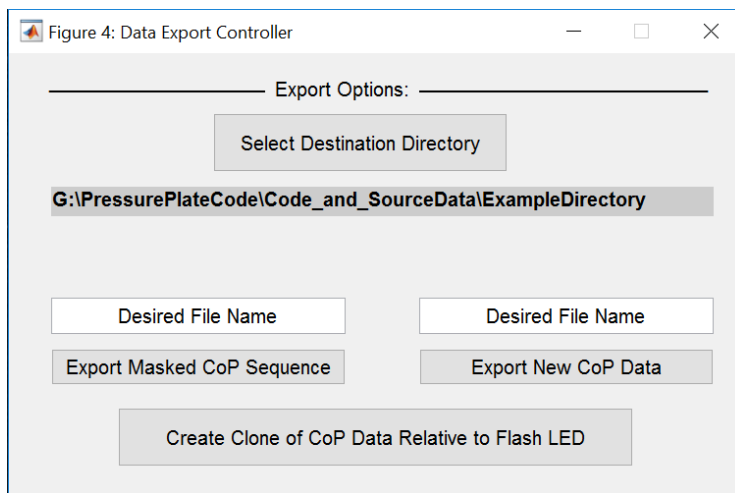 Figure 4: Data Export Controller
Export Options:
Select Destination Directory
G:\PressurePlateCode\Code_and_SourceData\ExampleDirectory
Desired File Name
Desired File Name
Export Masked CoP Sequence
Export New CoP Data
Create Clone of CoP Data Relative to Flash LED